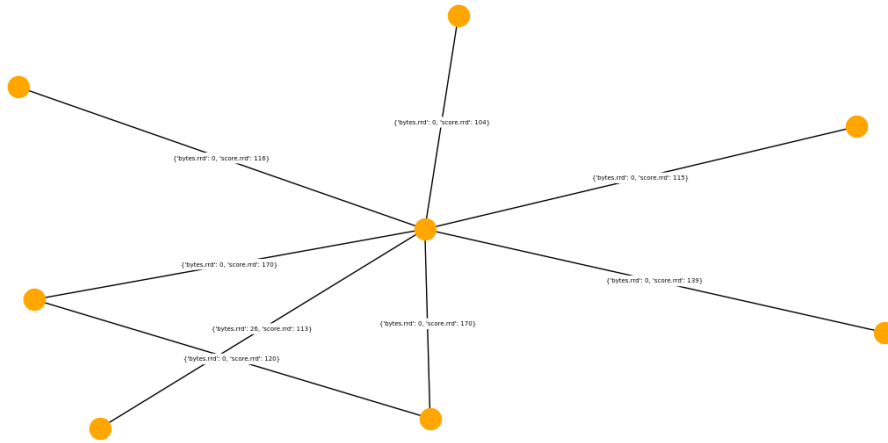 {'bytes.rrd': 0, 'score.rrd': 104}
{'bytes.rrd': 0, 'score.rrd': 116}
{'bytes.rrd': 0, 'score.rrd': 115}
{'bytes.rrd': 0, 'score.rrd': 170}
{'bytes.rrd': 0, 'score.rrd': 139}
{'bytes.rrd': 0, 'score.rrd': 170}
{'bytes.rrd': 26, 'score.rrd': 113}
{'bytes.rrd': 0, 'score.rrd': 120}